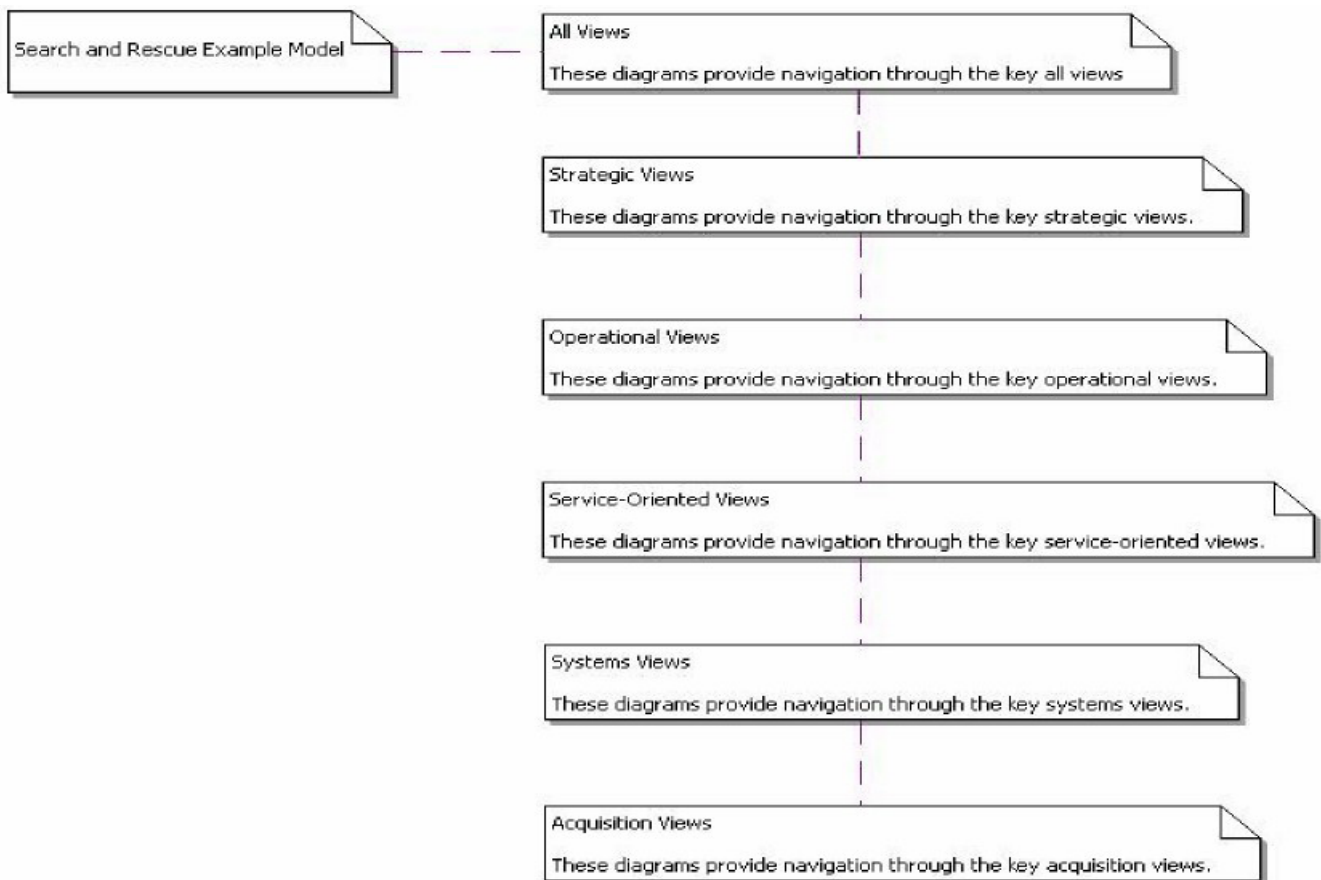 Search and Rescue Example Model
All Views
These diagrams provide navigation through the key all views
Strategic Views
These diagrams provide navigation through the key strategic views.
Operational Views
These diagrams provide navigation through the key operational views.
Service-Oriented Views
These diagrams provide navigation through the key service-oriented views.
Systems Views
These diagrams provide navigation through the key systems views.
Acquisition Views
These diagrams provide navigation through the key acquisition views.